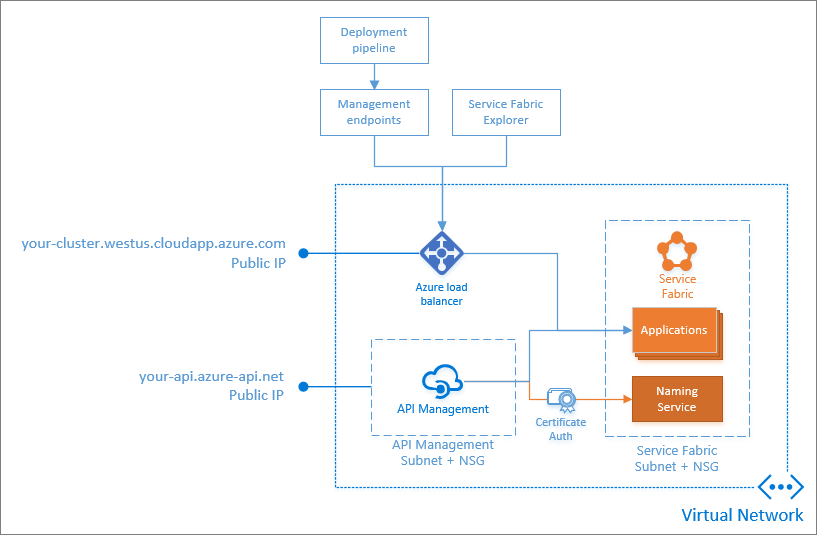 Deployment
pipeline
Management
endpoints
Service Fabric
Explorer
your-cluster.westus.cloudapp.azure.com
Public IP
Azure load
balancer
Service
Fabric
Applications
your-api.azure-api.net
Public IP
API Management
Naming
Service
Certificate
Auth
API Management
Subnet + NSG
Service Fabric
Subnet + NSG
Virtual Network